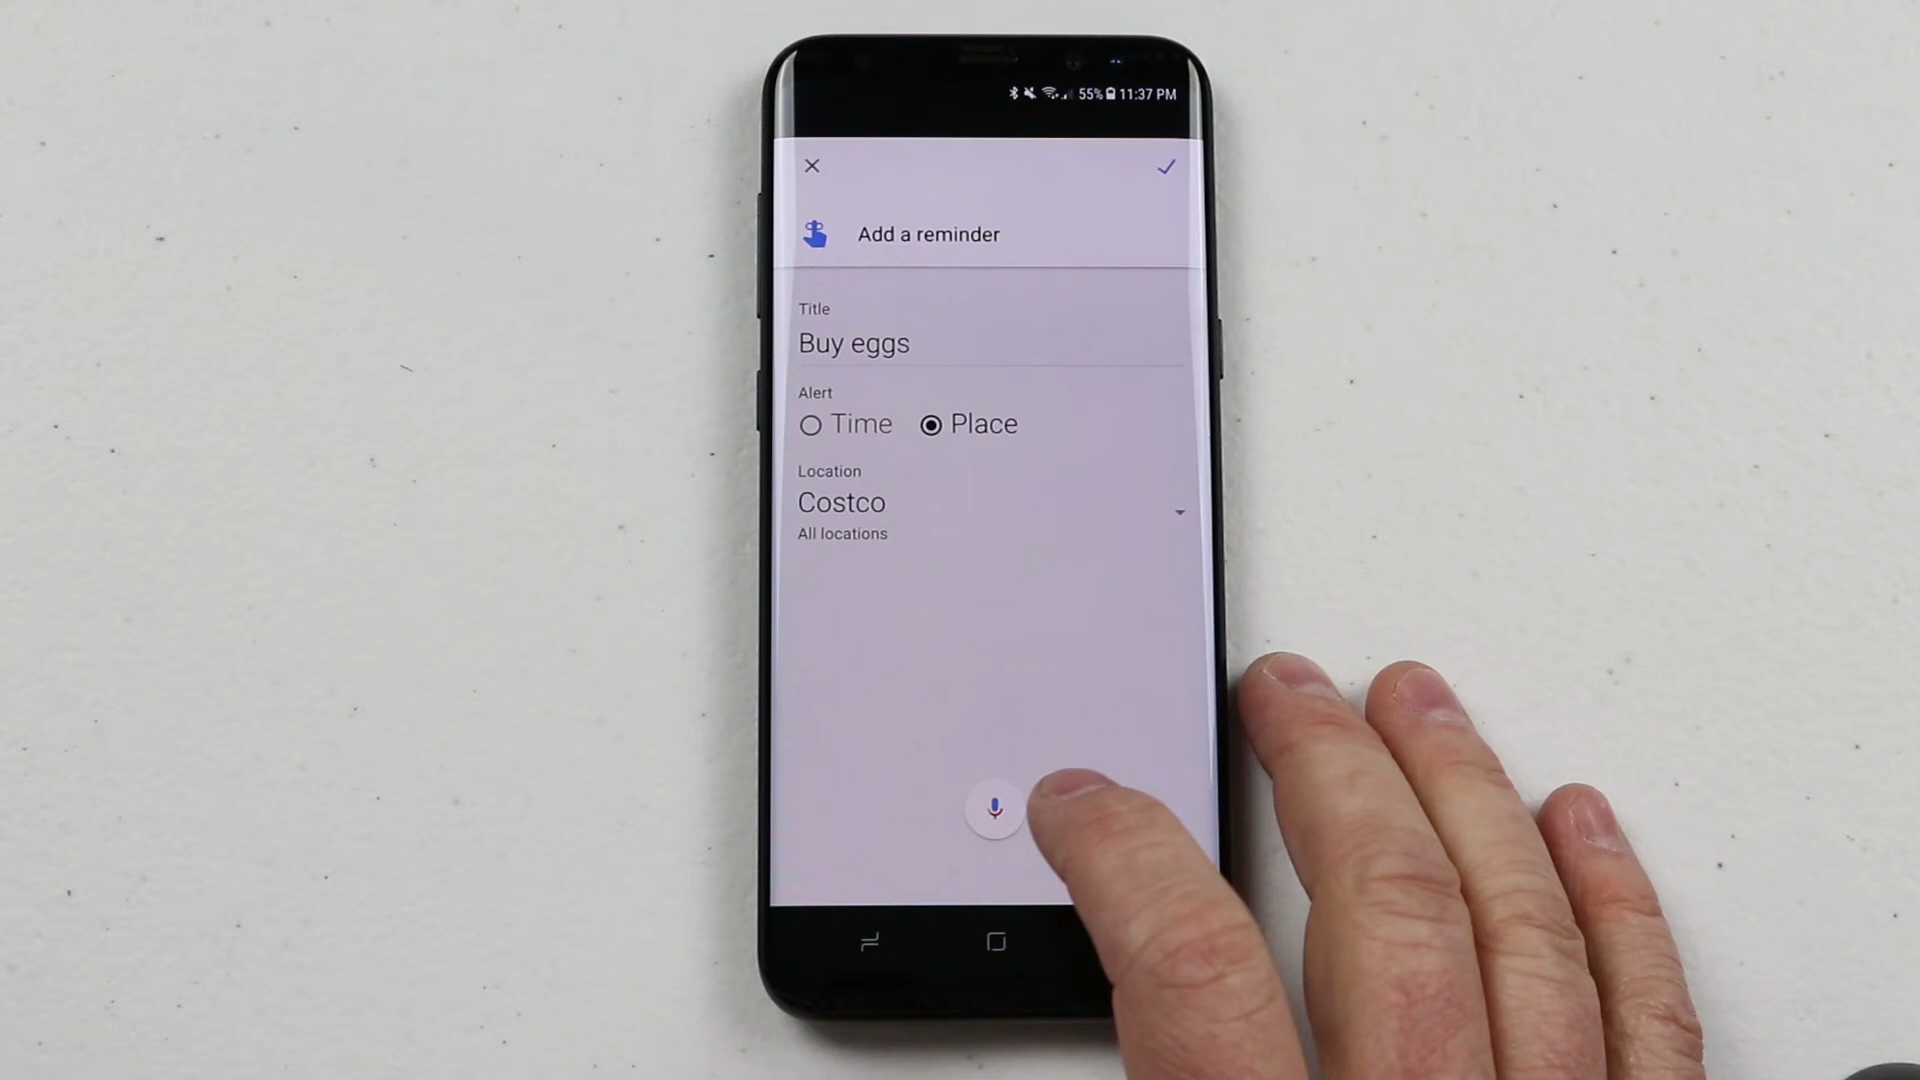 55% 11:37 PM
Add a reminder
Title
Buy eggs
Alert
Time Place
Location
Costco
All locations